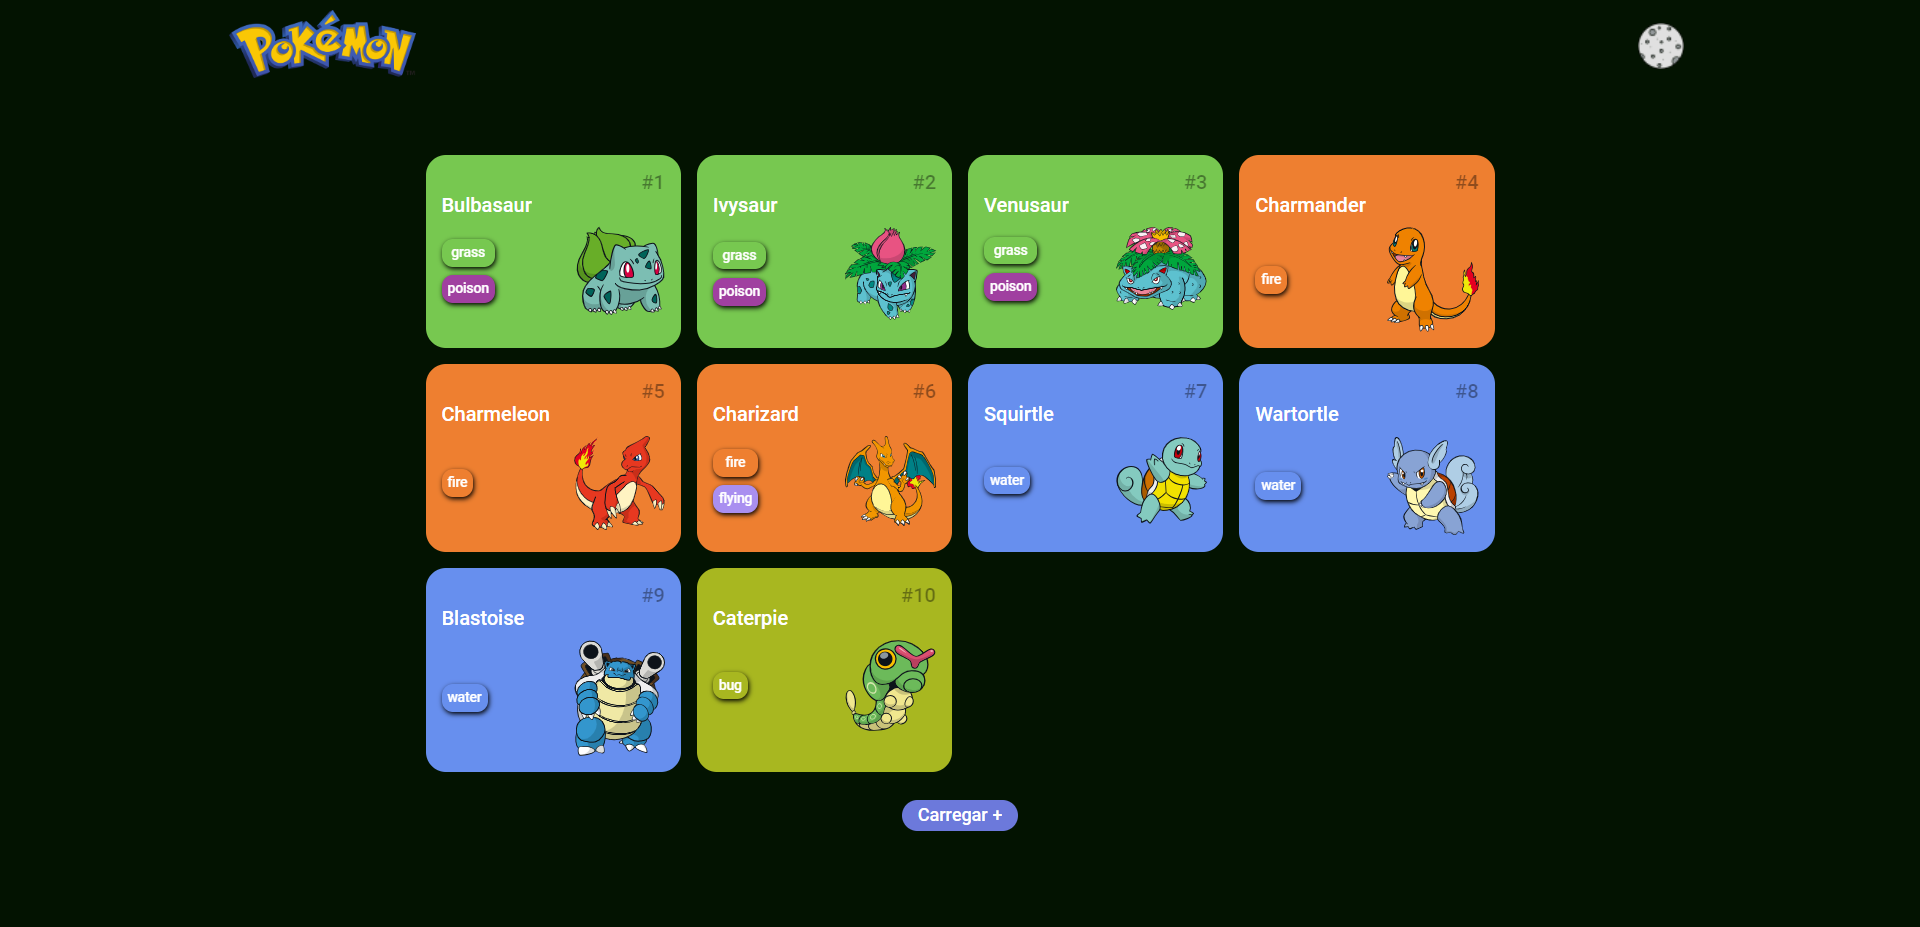 POKéMON
#1
Bulbasaur
grass
poison
#2
Ivysaur
grass
poison
#3
Venusaur
grass
poison
#4
Charmander
fire
#5
Charmeleon
fire
#6
Charizard
fire
flying
#7
Squirtle
water
#8
Wartortle
water
#9
Blastoise
water
#10
Caterpie
bug
Carregar +